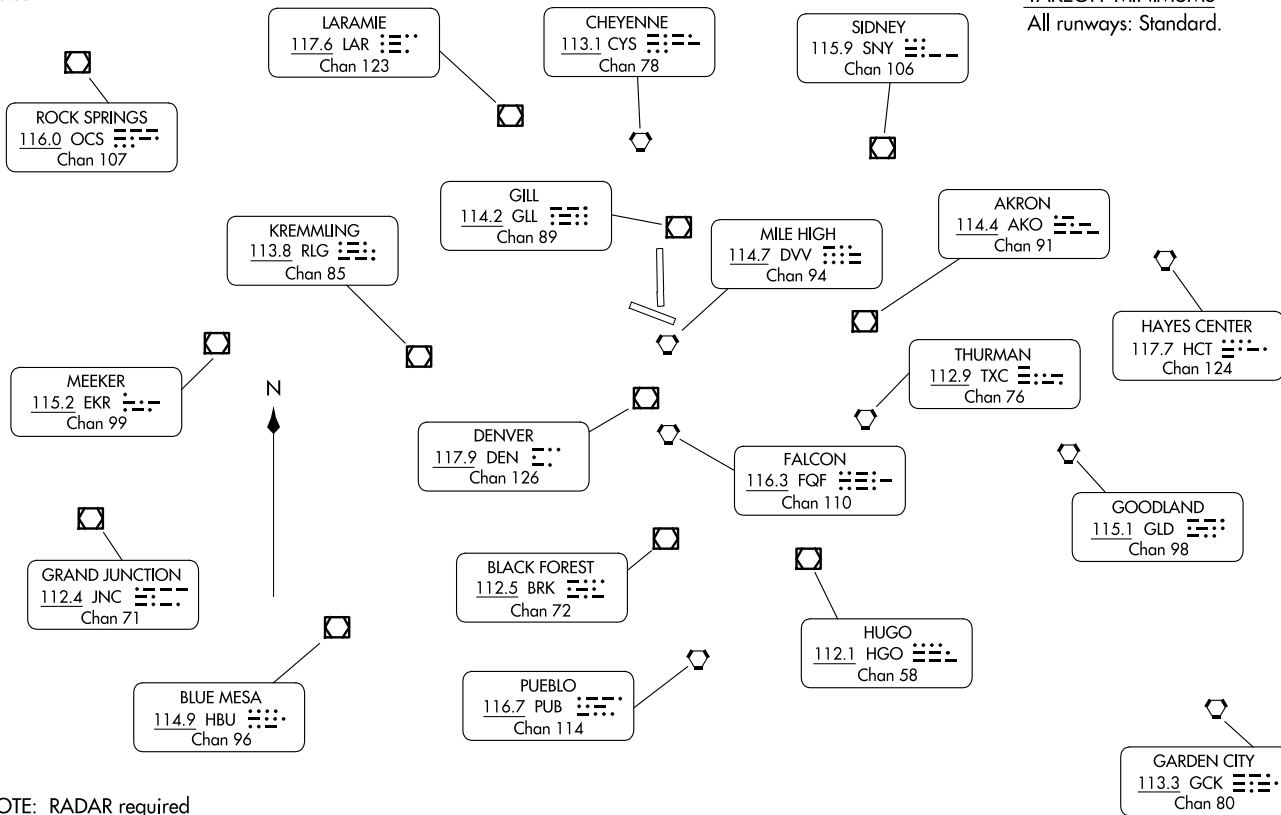 TAKEOFF MINIMUMS
All runways: Standard.
LARAMIE
117.6 LAR
Chan 123
CHEYENNE
113.1 CYS
Chan 78
SIDNEY
115.9 SNY
Chan 106
ROCK SPRINGS
116.0 OCS
Chan 107
GILL
114.2 GLL
Chan 89
AKRON
114.4 AKO
Chan 91
KREMMLING
113.8 RLG
Chan 85
MILE HIGH
114.7 DVV
Chan 94
HAYES CENTER
117.7 HCT
Chan 124
THURMAN
112.9 TXC
Chan 76
MEEKER
115.2 EKR
Chan 99
N
DENVER
117.9 DEN
Chan 126
FALCON
116.3 FQF
Chan 110
GOODLAND
115.1 GLD
Chan 98
GRAND JUNCTION
112.4 JNC
Chan 71
BLACK FOREST
112.5 BRK
Chan 72
HUGO
112.1 HGO
Chan 58
BLUE MESA
114.9 HBU
Chan 96
PUEBLO
116.7 PUB
Chan 114
GARDEN CITY
113.3 GCK
Chan 80
OTE: RADAR required